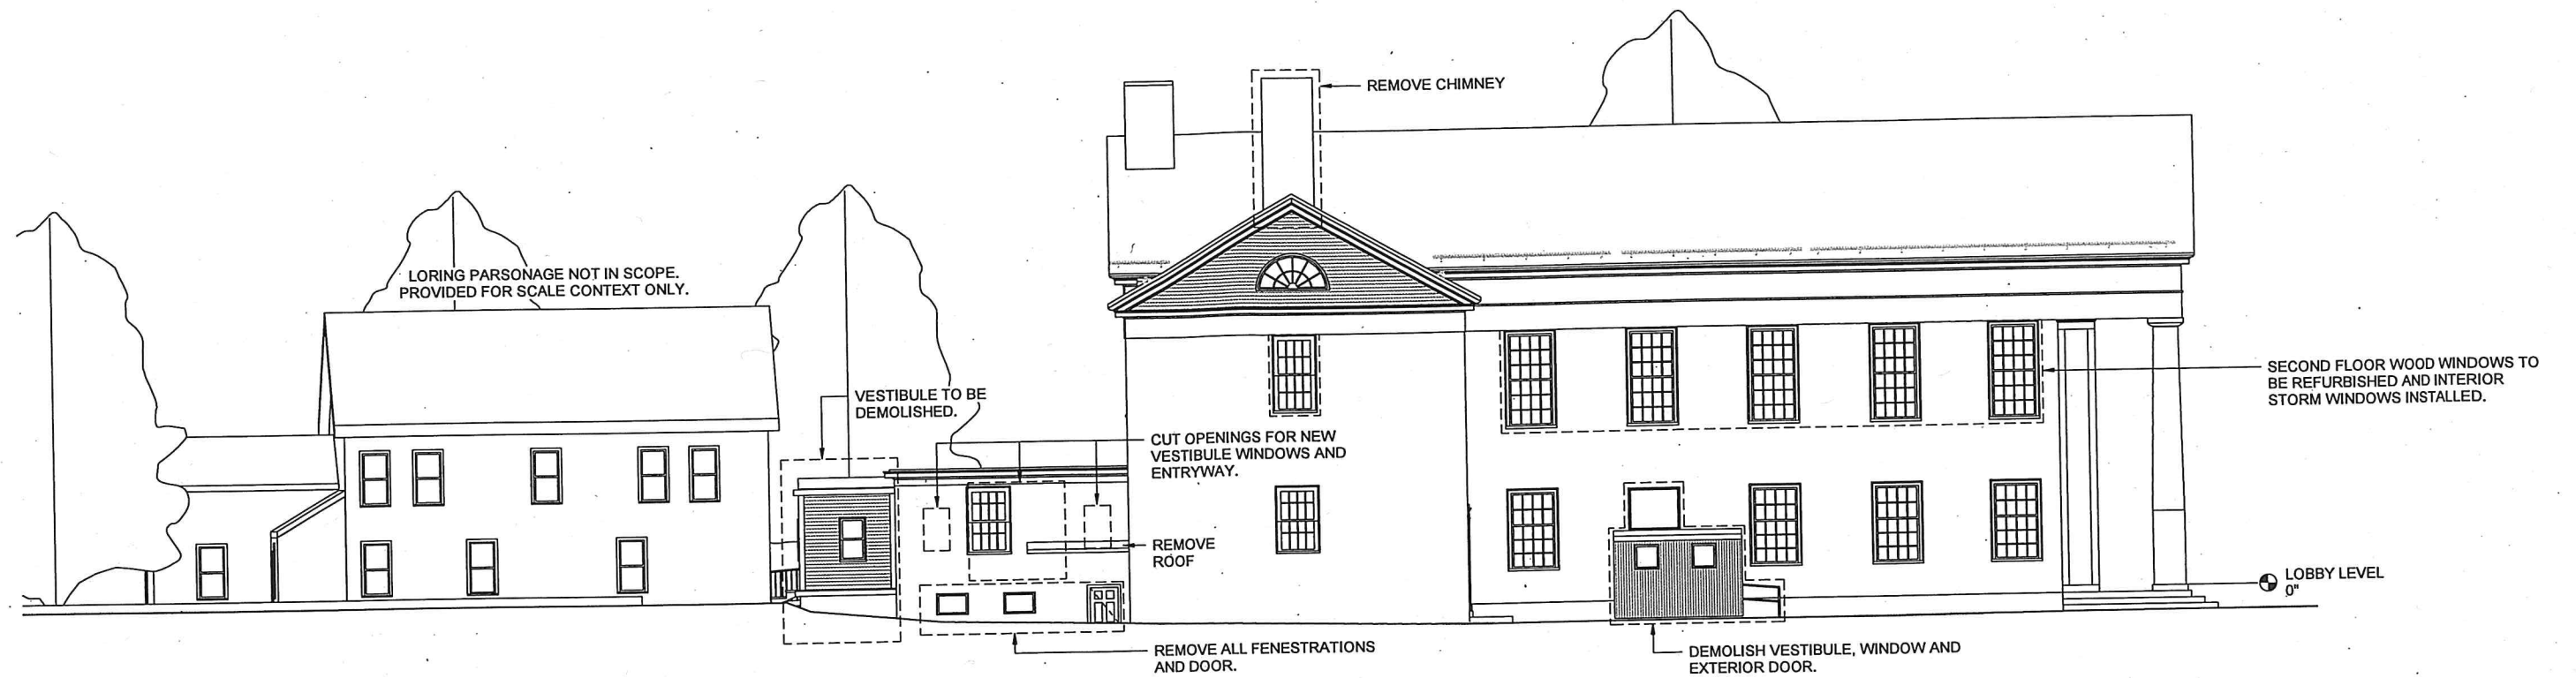 REMOVE CHIMNEY
LORING PARSONAGE NOT IN SCOPE.
PROVIDED FOR SCALE CONTEXT ONLY.
VESTIBULE TO BE
DEMOLISHED.
CUT OPENINGS FOR NEW
VESTIBULE WINDOWS AND
ENTRYWAY.
REMOVE
ROOF
SECOND FLOOR WOOD WINDOWS TO
BE REFURBISHED AND INTERIOR
STORM WINDOWS INSTALLED.
LOBBY LEVEL
0"
REMOVE ALL FENESTRATIONS
AND DOOR.
DEMOLISH VESTIBULE, WINDOW AND
EXTERIOR DOOR.